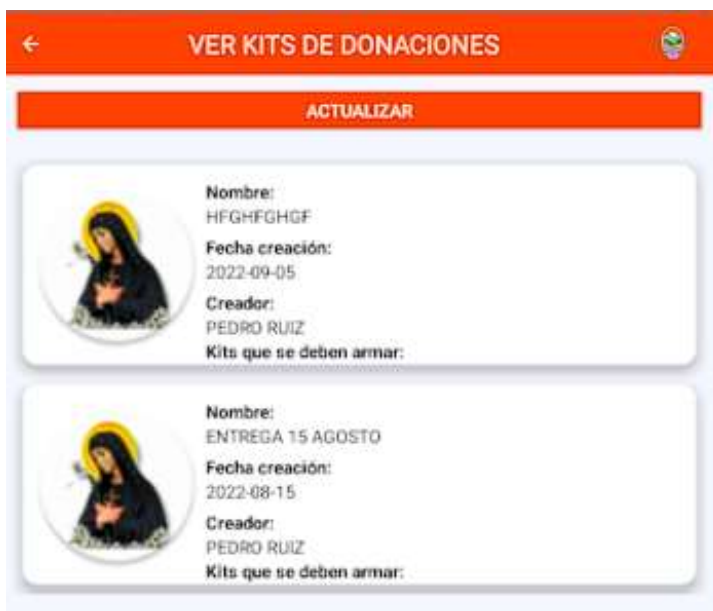 VER KITS DE DONACIONES
ACTUALIZAR
Nombre:
HFGHFGHGF
Fecha creación:
2022-09-05
Creador:
PEDRO RUIZ
Kits que se deben armar:
Nombre:
ENTREGA 15 AGOSTO
Fecha creación:
2022-08-15
Creador:
PEDRO RUIZ
Kits que se deben armar: